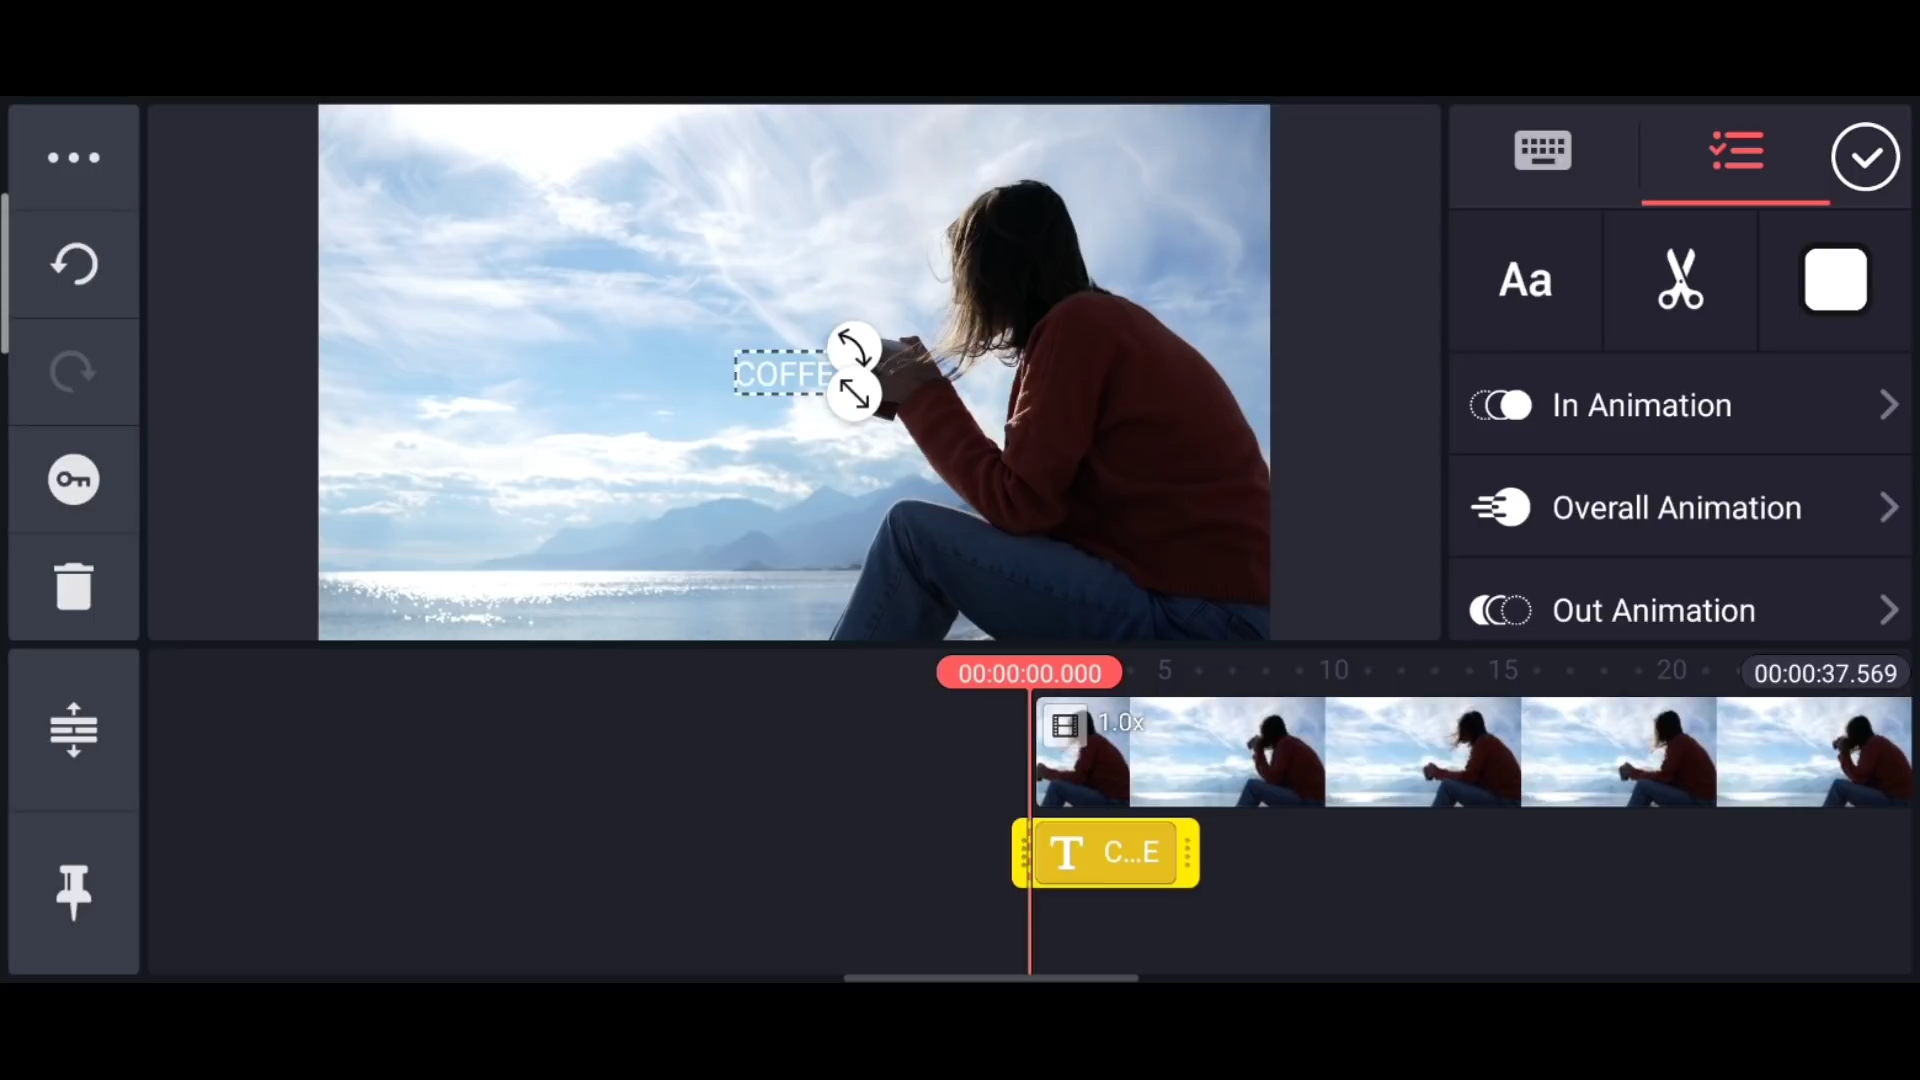 Aa
COFFE
In Animation
Overall Animation
Out Animation
00:00:00.000
5
10
15
20
00:00:37.569
1.0x
T C...E